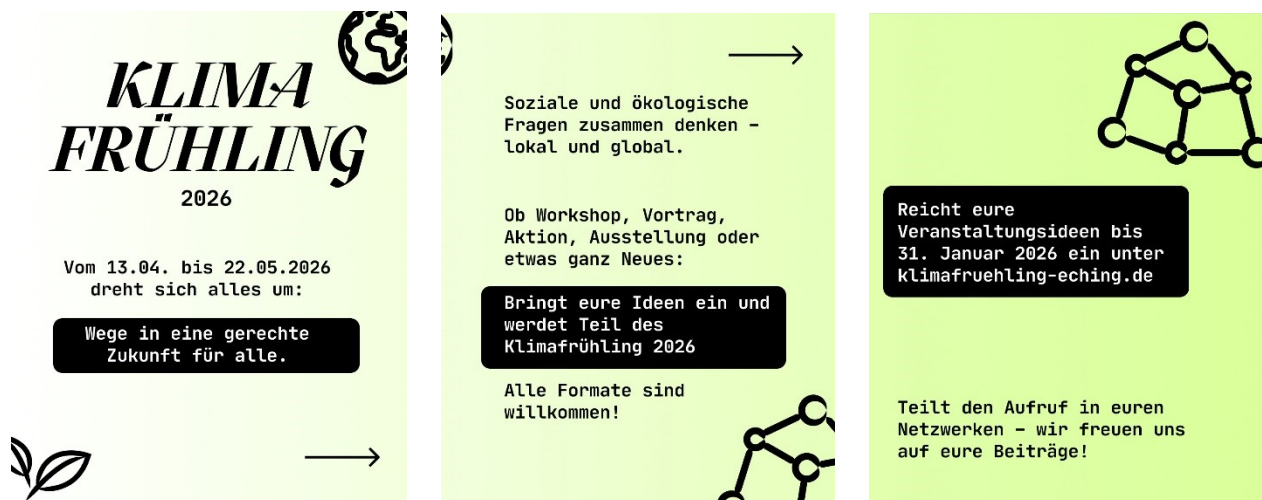 KLIMA
FRÜHLING
2026
Vom 13.04. bis 22.05.2026
dreht sich alles um:
Wege in eine gerechte
Zukunft für alle.
Soziale und ökologische
Fragen zusammen denken –
lokal und global.
Ob Workshop, Vortrag,
Aktion, Ausstellung oder
etwas ganz Neues:
Bringt eure Ideen ein und
werdet Teil des
Klimafrühling 2026
Alle Formate sind
willkommen!
Reicht eure
Veranstaltungsideen bis
31. Januar 2026 ein unter
klimafruehling-eching.de
Teilt den Aufruf in euren
Netzwerken – wir freuen uns
auf eure Beiträge!